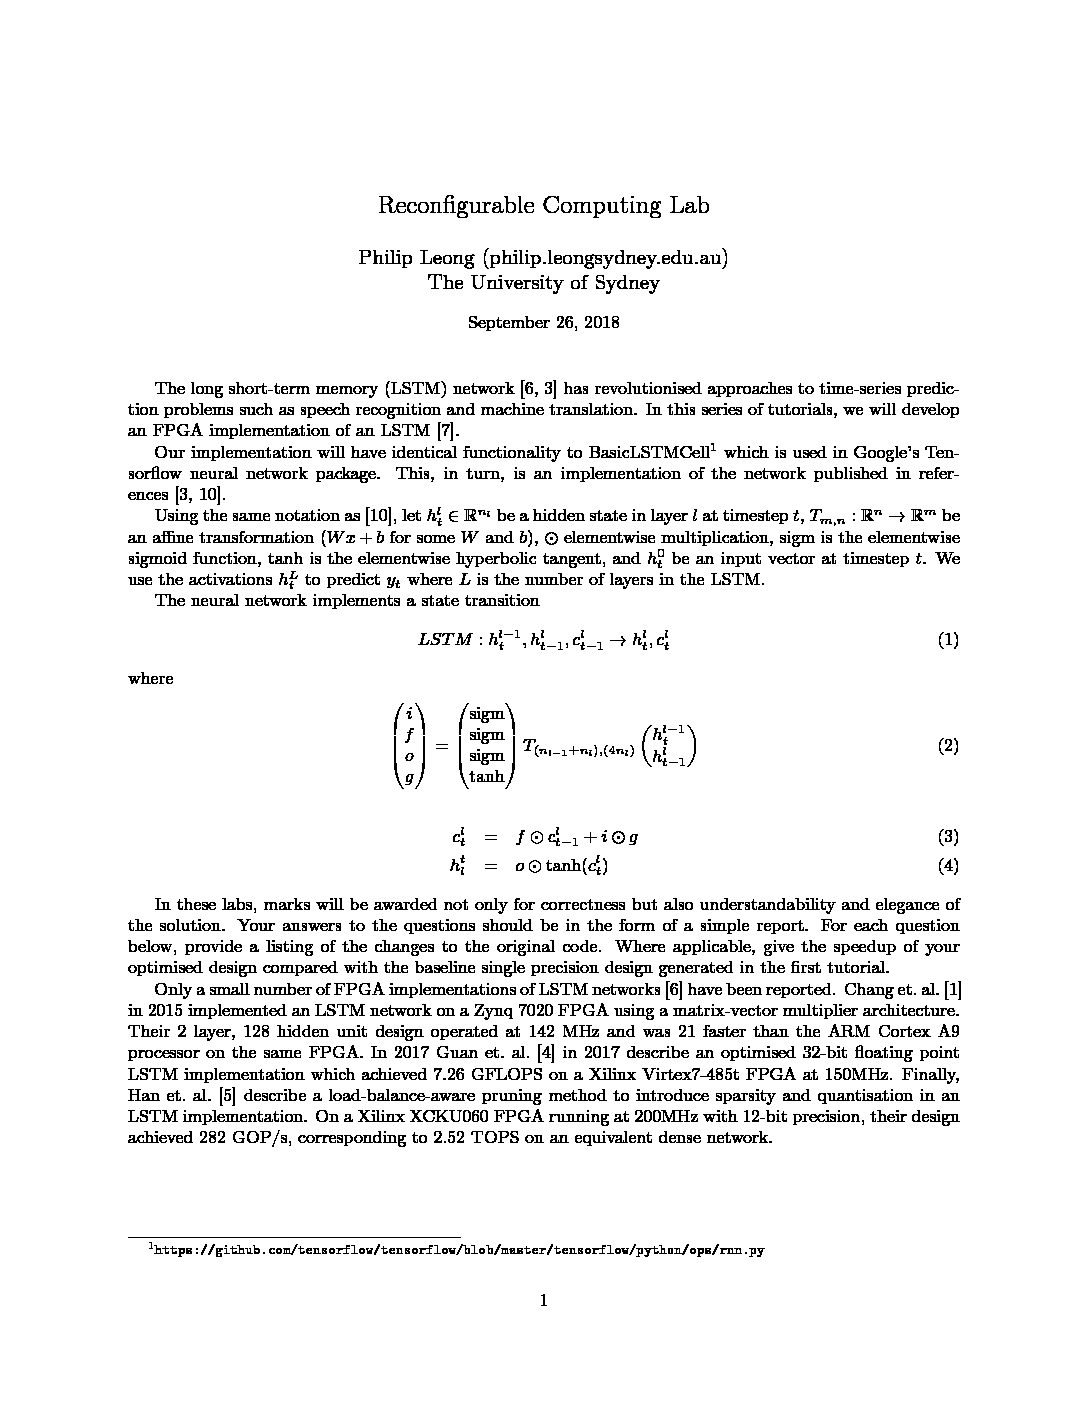 Reconfigurable Computing Lab
Philip Leong (philip.leongsydney.edu.au)
The University of Sydney
September 26, 2018
The long short-term memory (LSTM) network [6, 3] has revolutionised approaches to time-series predic-
tion problems such as speech recognition and machine translation. In this series of tutorials, we will develop
an FPGA implementation of an LSTM [7].
Our implementation will have identical functionality to BasicLSTMCell¹ which is used in Google's Ten-
sorflow neural network package. This, in turn, is an implementation of the network published in refer-
ences [3, 10].
Using the same notation as [10], let $h_t^l \in \mathbb{R}^{n_l}$ be a hidden state in layer $l$ at timestep $t$, $T_{m,n} : \mathbb{R}^n \to \mathbb{R}^m$ be
an affine transformation ($Wx + b$ for some $W$ and $b$), $\odot$ elementwise multiplication, sigm is the elementwise
sigmoid function, tanh is the elementwise hyperbolic tangent, and $h_t^0$ be an input vector at timestep $t$. We
use the activations $h_t^L$ to predict $y_t$ where $L$ is the number of layers in the LSTM.
The neural network implements a state transition
$LSTM : h_t^{l-1}, h_{t-1}^l, c_{t-1}^l \to h_t^l, c_t^l$ (1)
where
$\begin{pmatrix} i \\ f \\ o \\ g \end{pmatrix} = \begin{pmatrix} \text{sigm} \\ \text{sigm} \\ \text{sigm} \\ \tanh \end{pmatrix} T_{(n_{l-1}+n_l),(4n_l)} \begin{pmatrix} h_t^{l-1} \\ h_{t-1}^l \end{pmatrix}$ (2)
$c_t^l = f \odot c_{t-1}^l + i \odot g$ (3)
$h_l^t = o \odot \tanh(c_t^l)$ (4)
In these labs, marks will be awarded not only for correctness but also understandability and elegance of
the solution. Your answers to the questions should be in the form of a simple report. For each question
below, provide a listing of the changes to the original code. Where applicable, give the speedup of your
optimised design compared with the baseline single precision design generated in the first tutorial.
Only a small number of FPGA implementations of LSTM networks [6] have been reported. Chang et. al. [1]
in 2015 implemented an LSTM network on a Zynq 7020 FPGA using a matrix-vector multiplier architecture.
Their 2 layer, 128 hidden unit design operated at 142 MHz and was 21 faster than the ARM Cortex A9
processor on the same FPGA. In 2017 Guan et. al. [4] in 2017 describe an optimised 32-bit floating point
LSTM implementation which achieved 7.26 GFLOPS on a Xilinx Virtex7-485t FPGA at 150MHz. Finally,
Han et. al. [5] describe a load-balance-aware pruning method to introduce sparsity and quantisation in an
LSTM implementation. On a Xilinx XCKU060 FPGA running at 200MHz with 12-bit precision, their design
achieved 282 GOP/s, corresponding to 2.52 TOPS on an equivalent dense network.
¹https://github.com/tensorflow/tensorflow/blob/master/tensorflow/python/ops/rnn.py
1